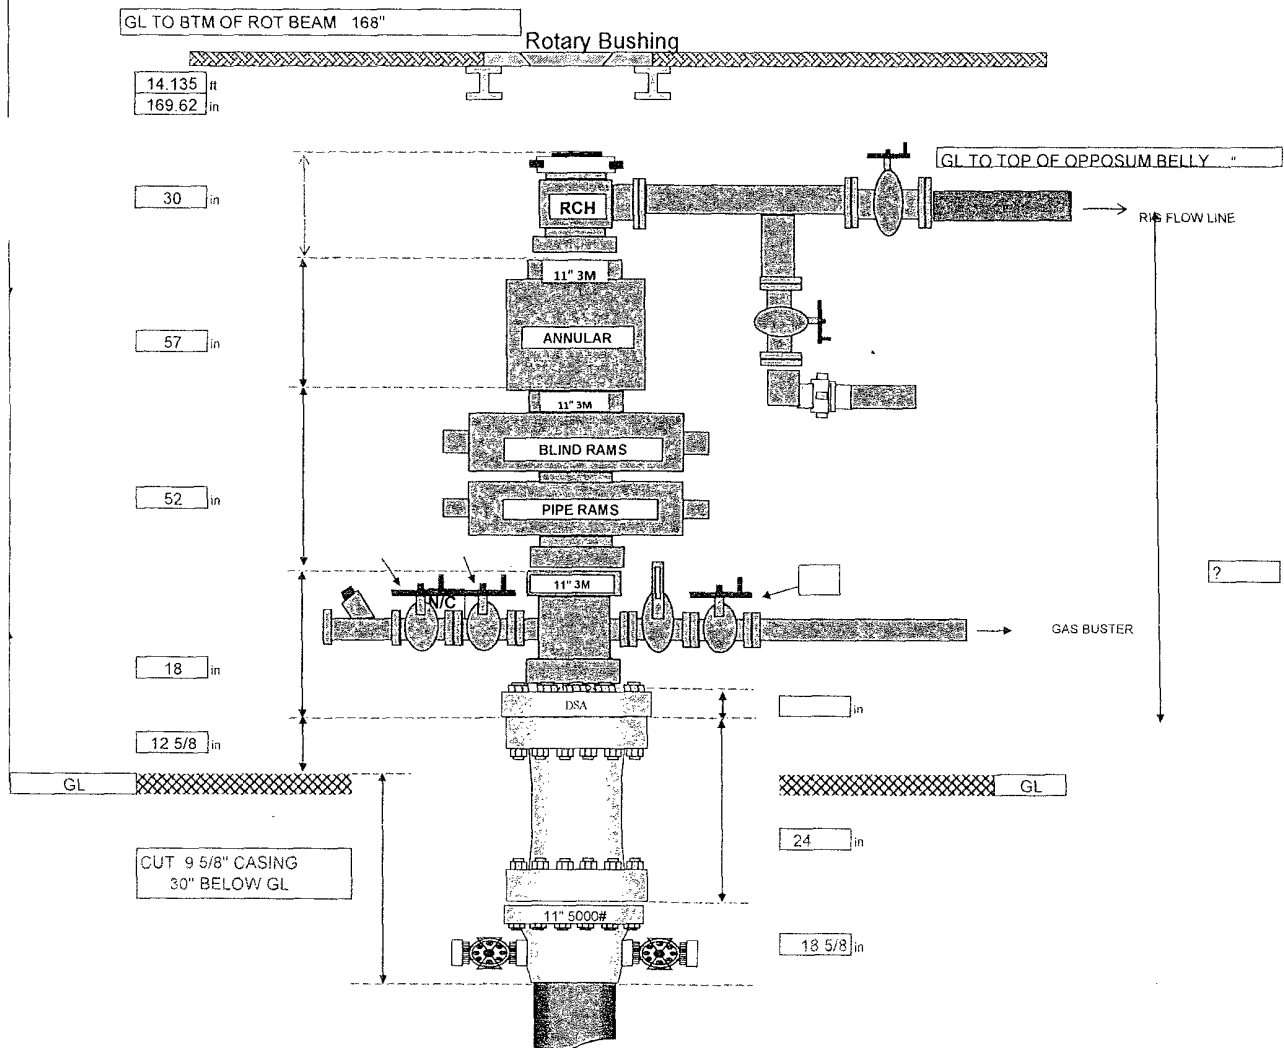 GL TO BTM OF ROT BEAM 168"
Rotary Bushing
14.135 ft
169.62 in
GL TO TOP OF OPPOSUM BELLY "
30 in
RCH
RIG FLOW LINE
11" 3M
57 in
ANNULAR
11" 3M
BLIND RAMS
52 in
PIPE RAMS
11" 3M
?
N/C
GAS BUSTER
18 in
DSA
in
12 5/8 in
GL
GL
24 in
CUT 9 5/8" CASING
30" BELOW GL
11" 5000#
18 5/8 in